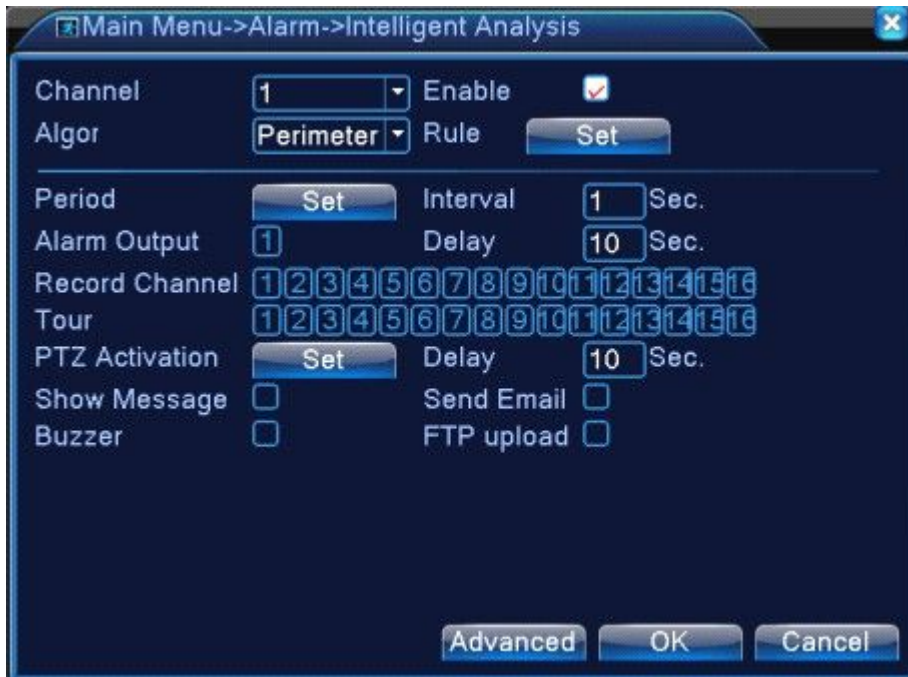 Main Menu->Alarm->Intelligent Analysis
Channel 1 Enable
Algor Perimeter Rule Set
Period Set Interval 1 Sec.
Alarm Output 1 Delay 10 Sec.
Record Channel 1 2 3 4 5 6 7 8 9 10 11 12 13 14 15 16
Tour 1 2 3 4 5 6 7 8 9 10 11 12 13 14 15 16
PTZ Activation Set Delay 10 Sec.
Show Message Send Email
Buzzer FTP upload
Advanced OK Cancel